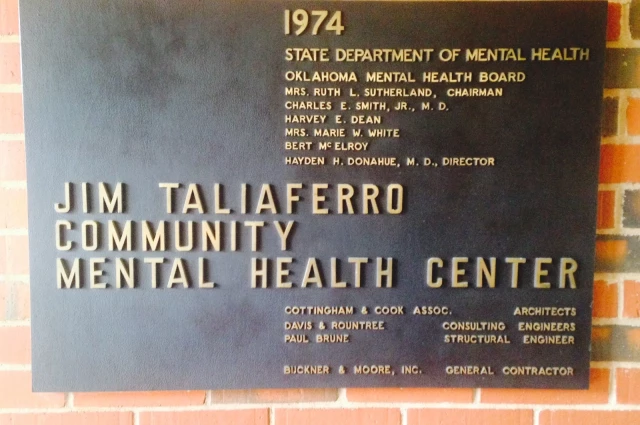 1974
STATE DEPARTMENT OF MENTAL HEALTH
OKLAHOMA MENTAL HEALTH BOARD
MRS. RUTH L. SUTHERLAND, CHAIRMAN
CHARLES E. SMITH, JR., M. D.
HARVEY E. DEAN
MRS. MARIE W. WHITE
BERT McELROY
HAYDEN H. DONAHUE, M. D., DIRECTOR
JIM TALIAFERRO
COMMUNITY
MENTAL HEALTH CENTER
COTTINGHAM & COOK ASSOC. ARCHITECTS
DAVIS & ROUNTREE CONSULTING ENGINEERS
PAUL BRUNE STRUCTURAL ENGINEER
BUCKNER & MOORE, INC. GENERAL CONTRACTOR